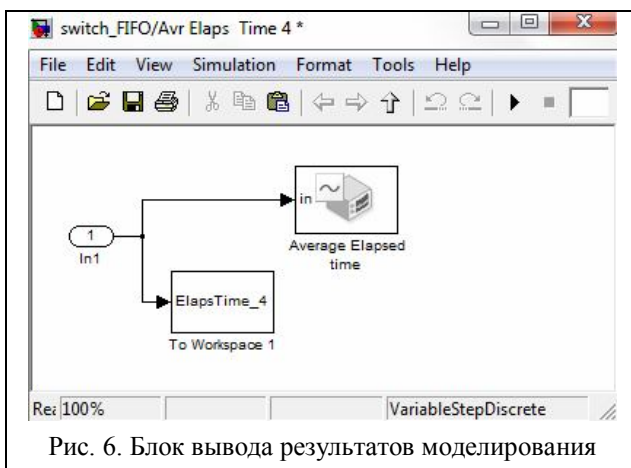 switch_FIFO/Avr Elaps Time 4 *
File Edit View Simulation Format Tools Help
in
Average Elapsed
time
1
In1
ElapsTime_4
To Workspace 1
Rea 100% VariableStepDiscrete
Рис. 6. Блок вывода результатов моделирования